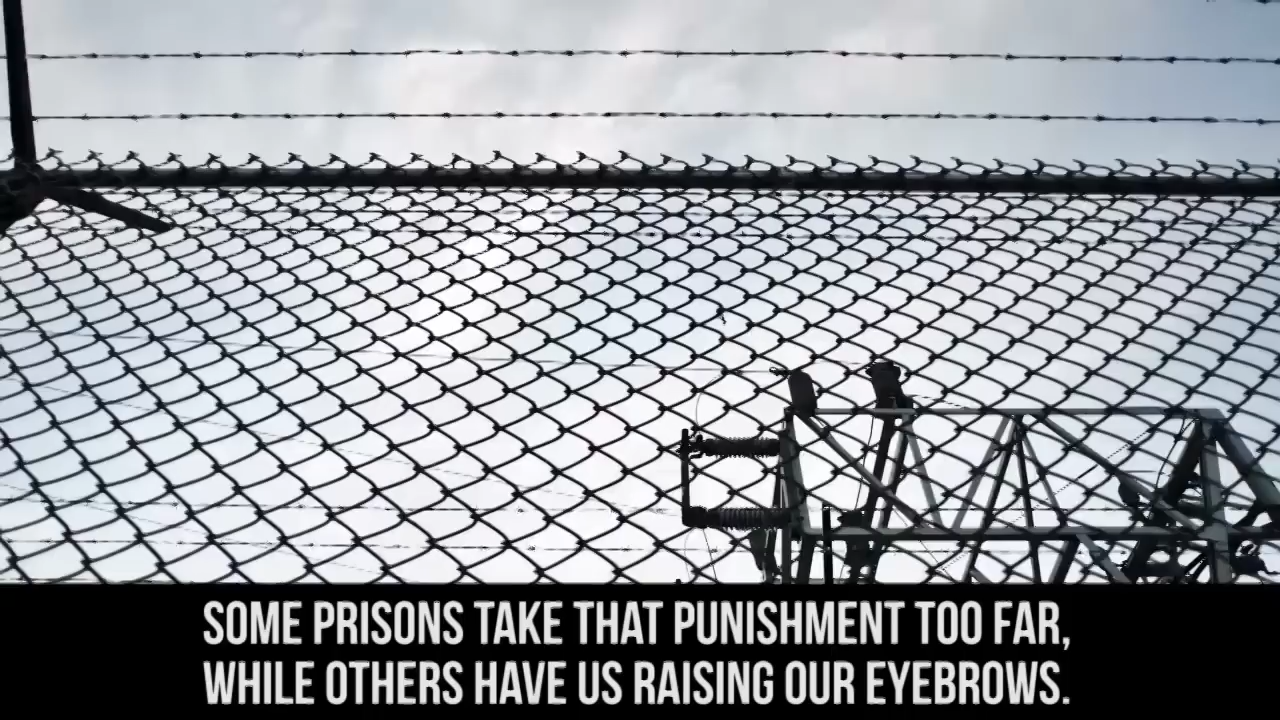 SOME PRISONS TAKE THAT PUNISHMENT TOO FAR,
WHILE OTHERS HAVE US RAISING OUR EYEBROWS.